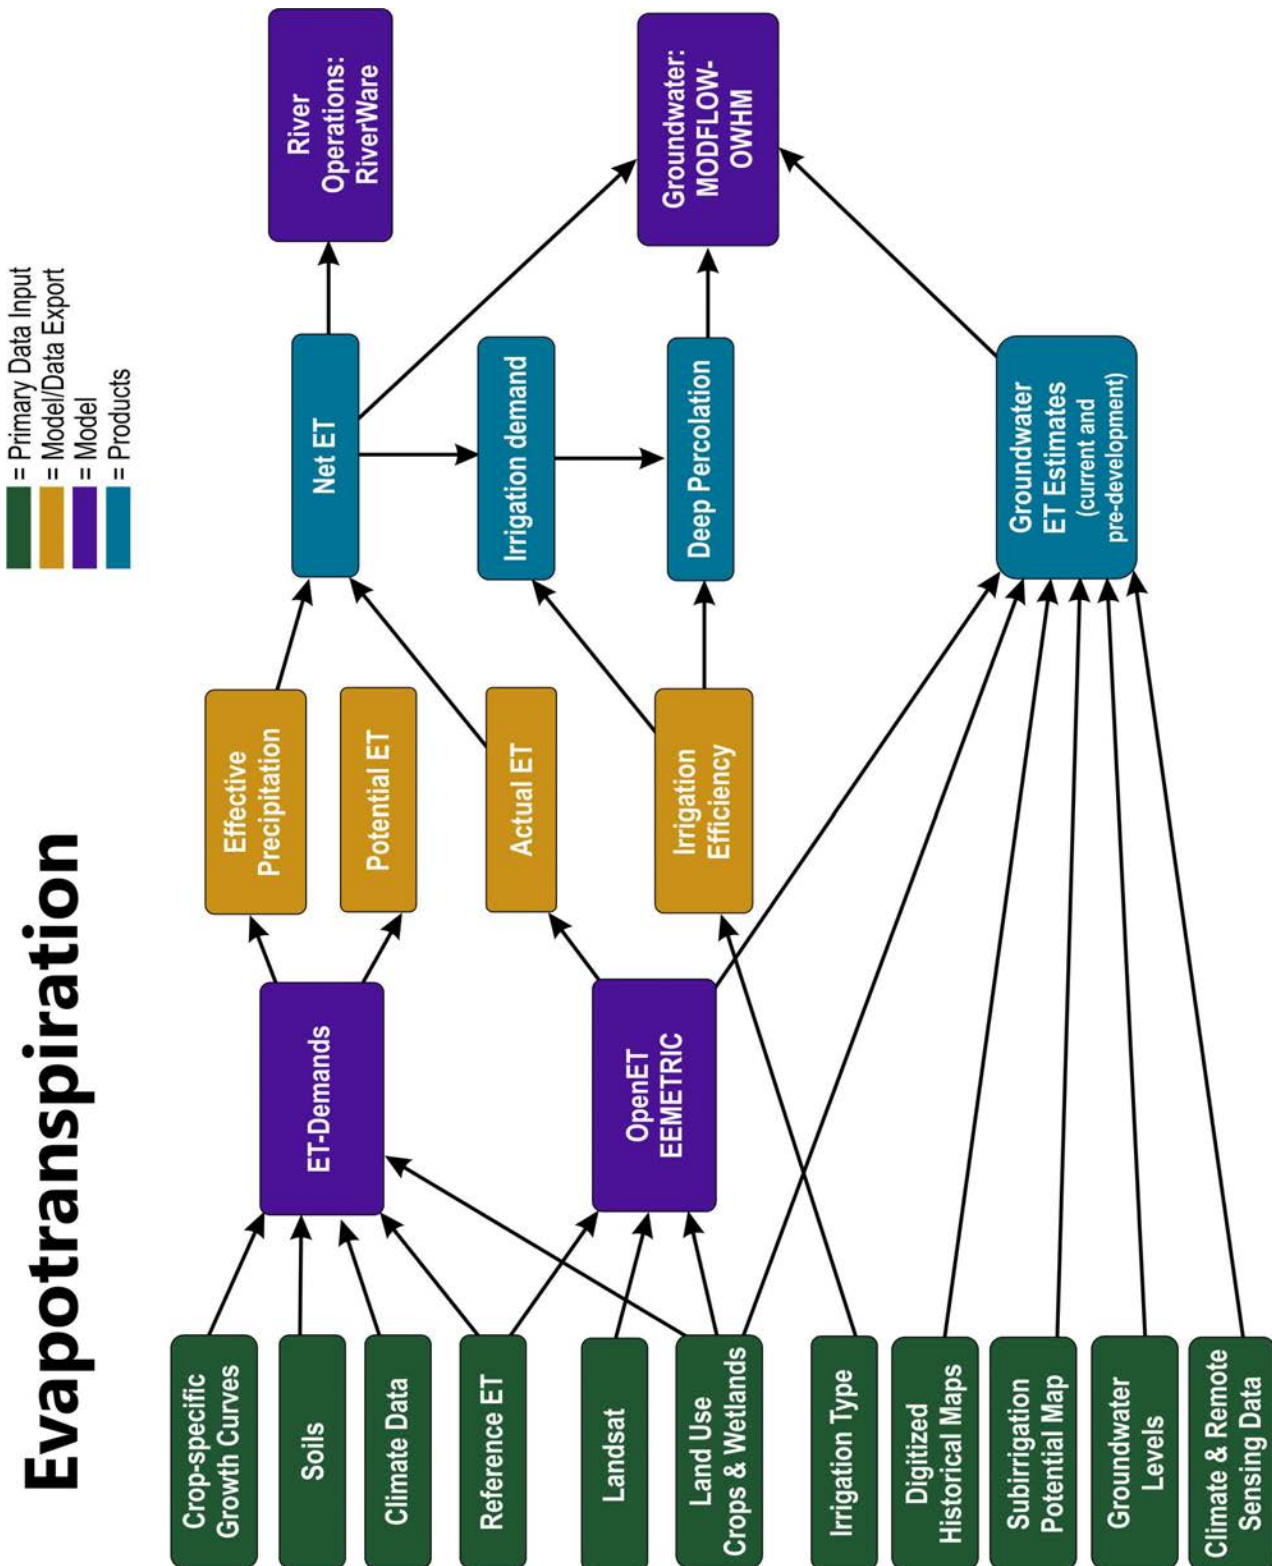 Evapotranspiration
= Primary Data Input
= Model/Data Export
= Model
= Products
Crop-specific
Growth Curves
Soils
Climate Data
Reference ET
Landsat
Land Use
Crops & Wetlands
Irrigation Type
Digitized
Historical Maps
Subirrigation
Potential Map
Groundwater
Levels
Climate & Remote
Sensing Data
ET-Demands
OpenET
EEMETRIC
Effective
Precipitation
Potential ET
Actual ET
Irrigation
Efficiency
Net ET
Irrigation demand
Deep Percolation
Groundwater
ET Estimates
(current and
pre-development)
River
Operations:
RiverWare
Groundwater:
MODFLOW-
OWHM